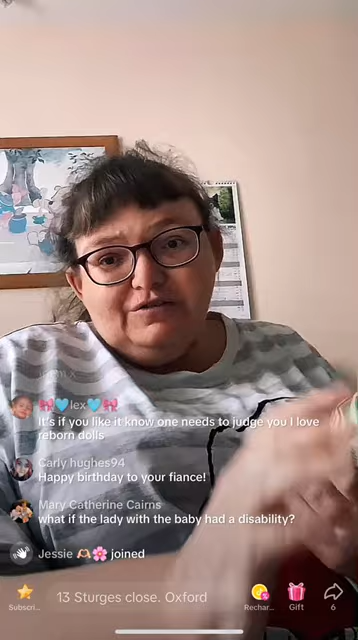 🎀🩵lex🩵🎀
It's if you like it know one needs to judge you I love
reborn dolls
Carly hughes94
Happy birthday to your fiance!
Mary Catherine Cairns
what if the lady with the baby had a disability?
Jessie 🫶🏼🌸 joined
Subscri...
13 Sturges close. Oxford
Rechar...
Gift
6